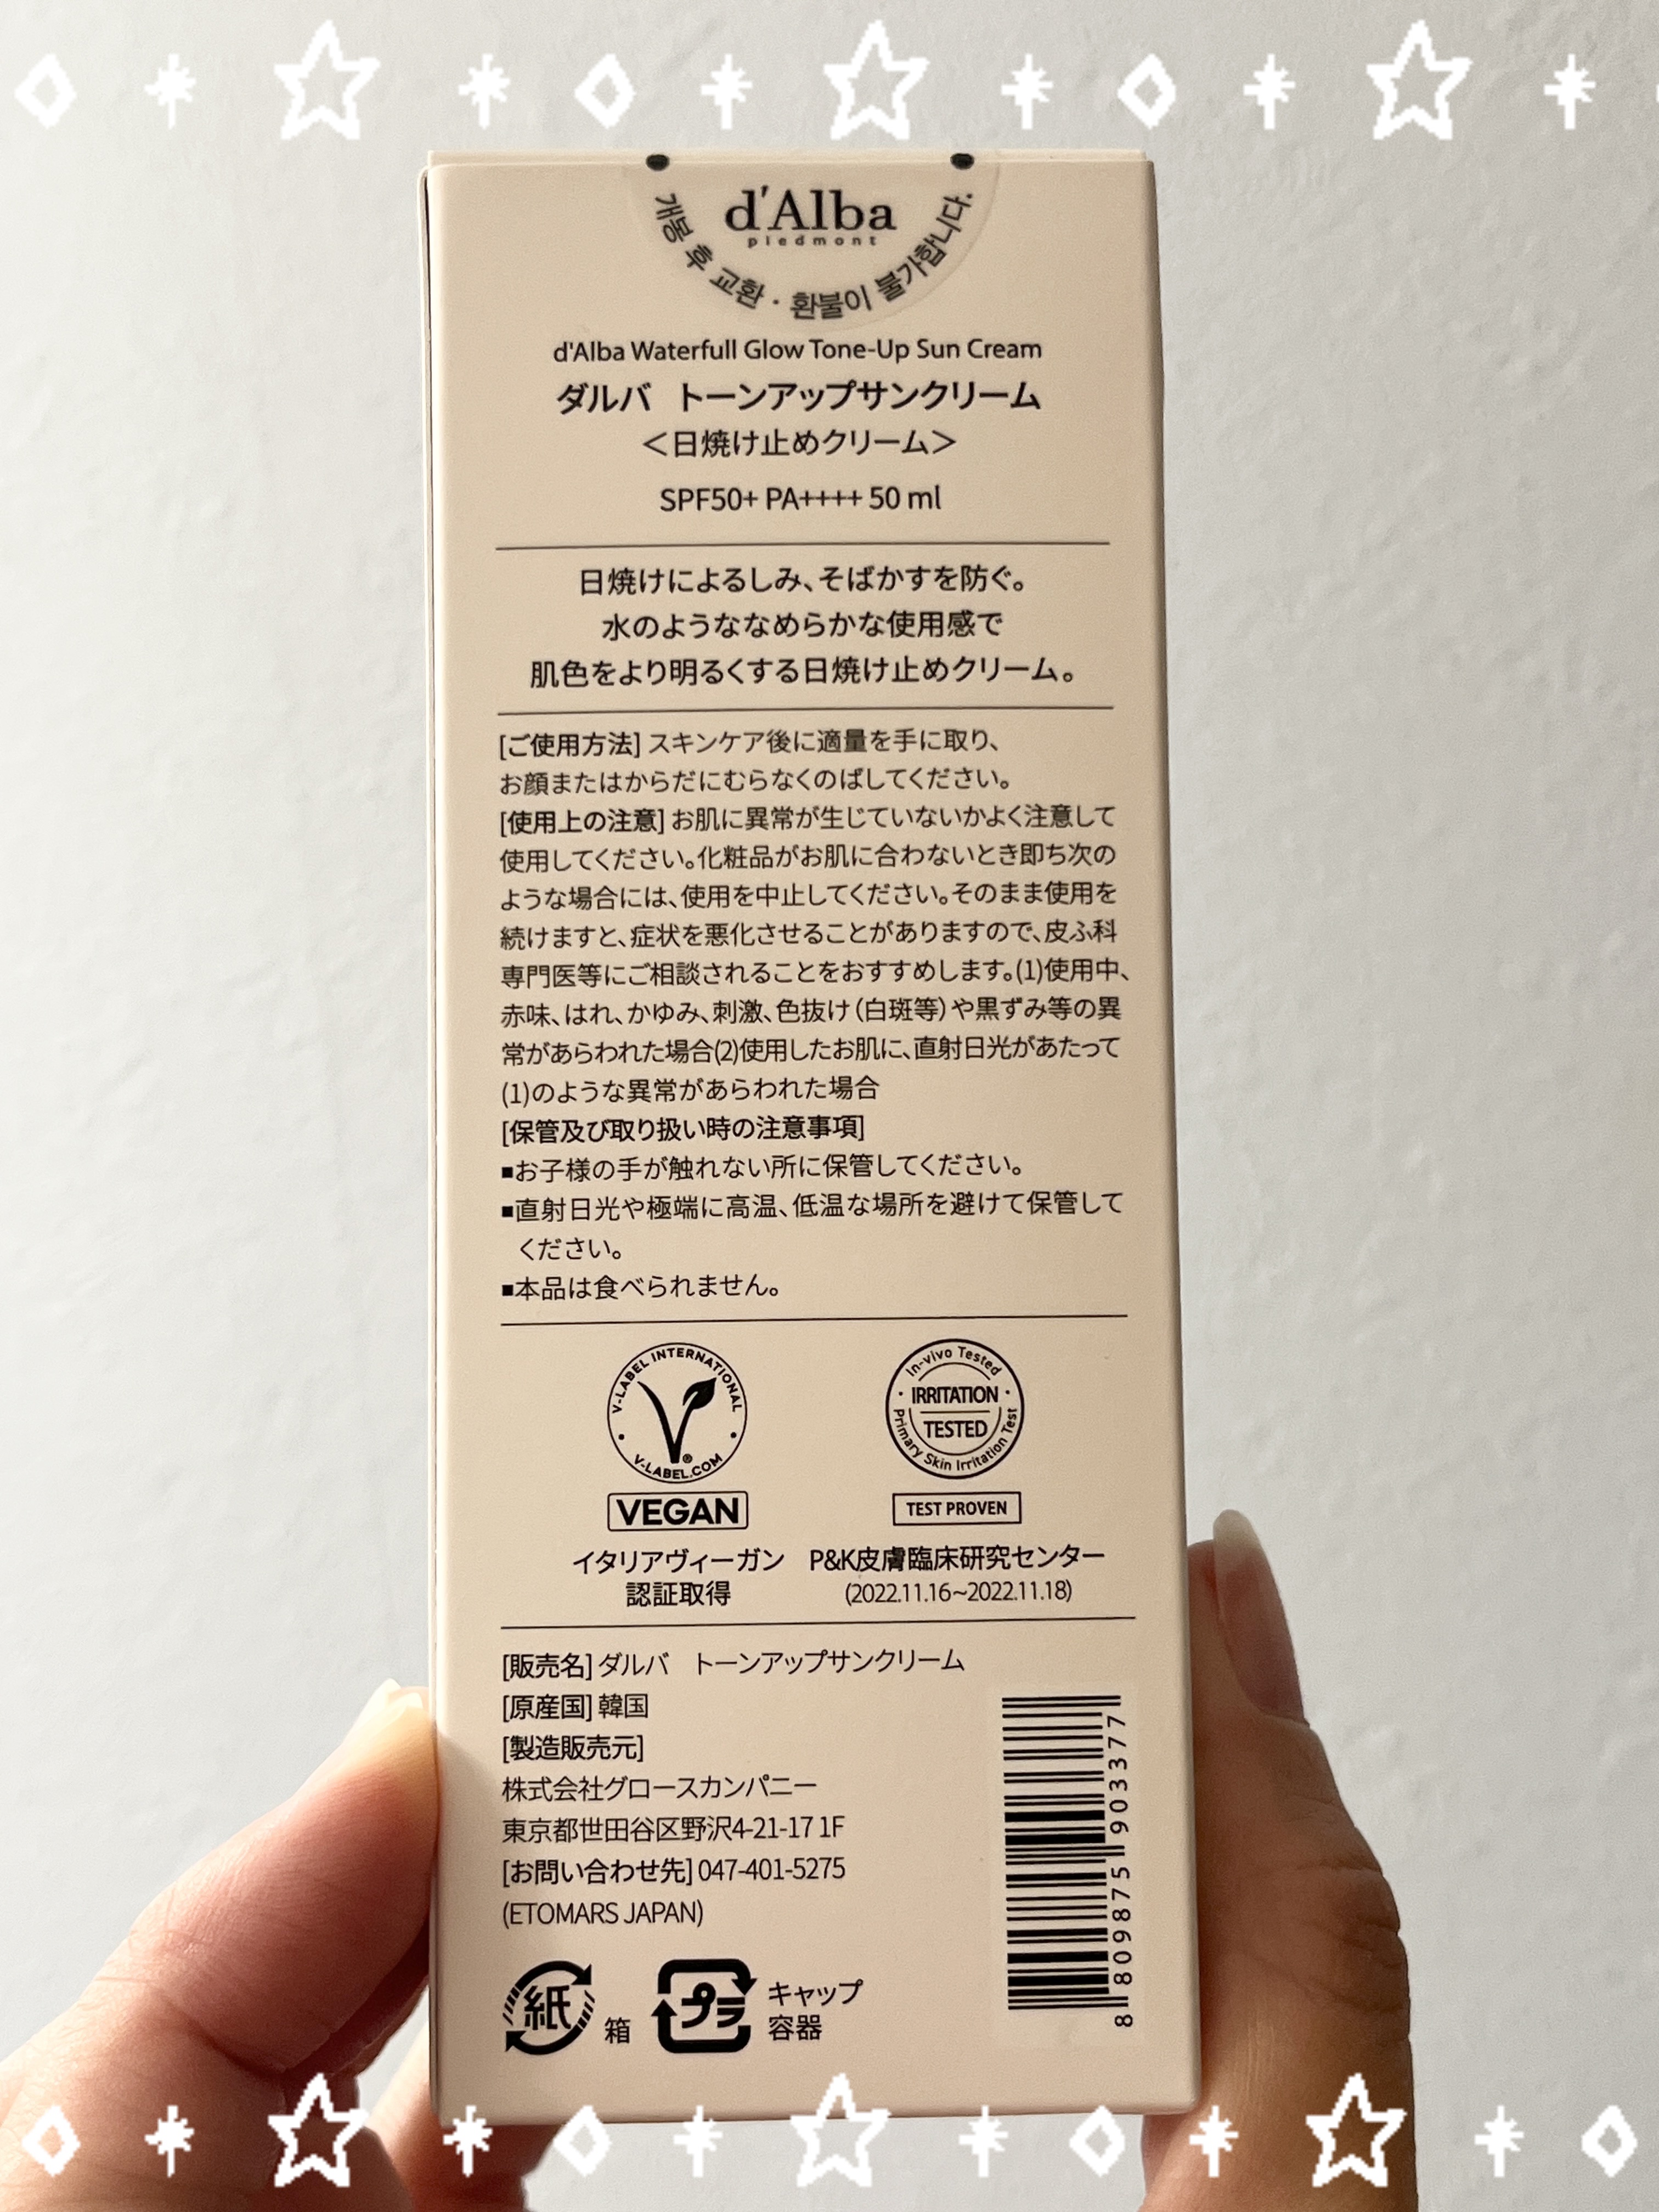 d'Alba
piedmont
개봉 후 교환·환불이 불가합니다.
d'Alba Waterfull Glow Tone-Up Sun Cream
ダルバ トーンアップサンクリーム
＜日焼け止めクリーム＞
SPF50+ PA++++ 50 ml
日焼けによるしみ、そばかすを防ぐ。
水のようななめらかな使用感で
肌色をより明るくする日焼け止めクリーム。
[ご使用方法] スキンケア後に適量を手に取り、
お顔またはからだにむらなくのばしてください。
[使用上の注意] お肌に異常が生じていないかよく注意して
使用してください。化粧品がお肌に合わないとき即ち次の
ような場合には、使用を中止してください。そのまま使用を
続けますと、症状を悪化させることがありますので、皮ふ科
専門医等にご相談されることをおすすめします。(1)使用中、
赤味、はれ、かゆみ、刺激、色抜け（白斑等）や黒ずみ等の異
常があらわれた場合(2)使用したお肌に、直射日光があたって
(1)のような異常があらわれた場合
[保管及び取り扱い時の注意事項]
■お子様の手が触れない所に保管してください。
■直射日光や極端に高温、低温な場所を避けて保管して
ください。
■本品は食べられません。
V-LABEL INTERNATIONAL
V-LABEL.COM
VEGAN
イタリアヴィーガン
認証取得
In-vivo Tested
IRRITATION
TESTED
Primary Skin Irritation Test
TEST PROVEN
P&K皮膚臨床研究センター
(2022.11.16~2022.11.18)
[販売名] ダルバ トーンアップサンクリーム
[原産国] 韓国
[製造販売元]
株式会社グロースカンパニー
東京都世田谷区野沢4-21-17 1F
[お問い合わせ先] 047-401-5275
(ETOMARS JAPAN)
紙 箱
プラ キャップ
容器
8 809875 903377